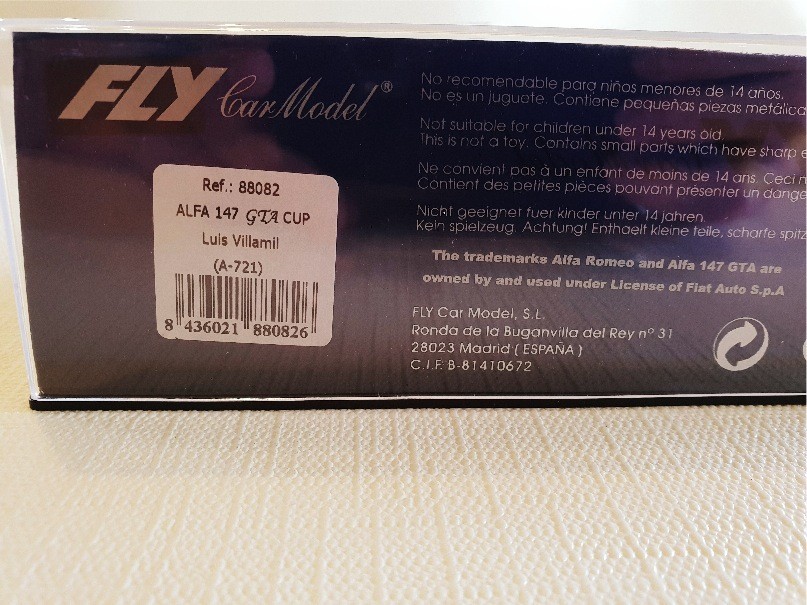 FLY Car Model®
Ref.: 88082
ALFA 147 GTA CUP
Luis Villamil
(A-721)
8 436021 880826
No recomendable para niños menores de 14 años.
No es un juguete. Contiene pequeñas piezas metálica
Not suitable for children under 14 years old.
This is not a toy. Contains small parts which have sharp e
Ne convient pas à un enfant de moins de 14 ans. Ceci n
Contient des petites pièces pouvant présenter un dange
Nicht geeignet fuer kinder unter 14 jahren.
Kein spielzeug. Achtung! Enthaelt kleine teile, scharfe spitz
The trademarks Alfa Romeo and Alfa 147 GTA are
owned by and used under License of Fiat Auto S.p.A
FLY Car Model, S.L.
Ronda de la Buganvilla del Rey nº 31
28023 Madrid ( ESPAÑA )
C.I.F. B-81410672